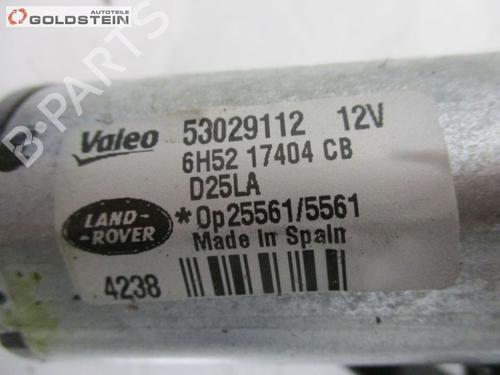 AUTOTEILE
GOLDSTEIN
B-PARTS
Valeo 53029112 12V
6H52 17404 CB
D25LA
LAND-
-ROVER
*Op25561/5561
Made in Spain
4238